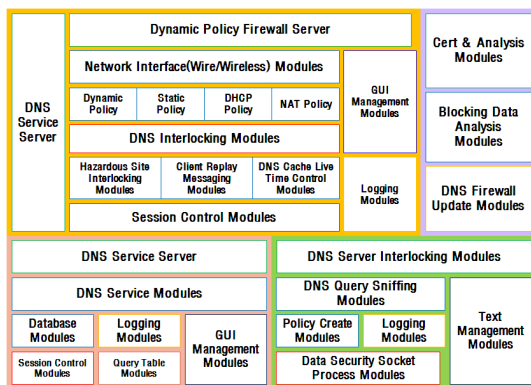 Dynamic Policy Firewall Server
DNS
Service
Server
Network Interface(Wire/Wireless) Modules
Dynamic
Policy
Static
Policy
DHCP
Policy
NAT Policy
GUI
Management
Modules
DNS Interlocking Modules
Hazardous Site
Interlocking
Modules
Client Replay
Messaging
Modules
DNS Cache Live
Time Control
Modules
Logging
Modules
Session Control Modules
Cert & Analysis
Modules
Blocking Data
Analysis
Modules
DNS Firewall
Update Modules
DNS Service Server
DNS Service Modules
Database
Modules
Logging
Modules
GUI
Management
Modules
Session Control
Modules
Query Table
Modules
DNS Server Interlocking Modules
DNS Query Sniffing
Modules
Policy Create
Modules
Logging
Modules
Text
Management
Modules
Data Security Socket
Process Modules